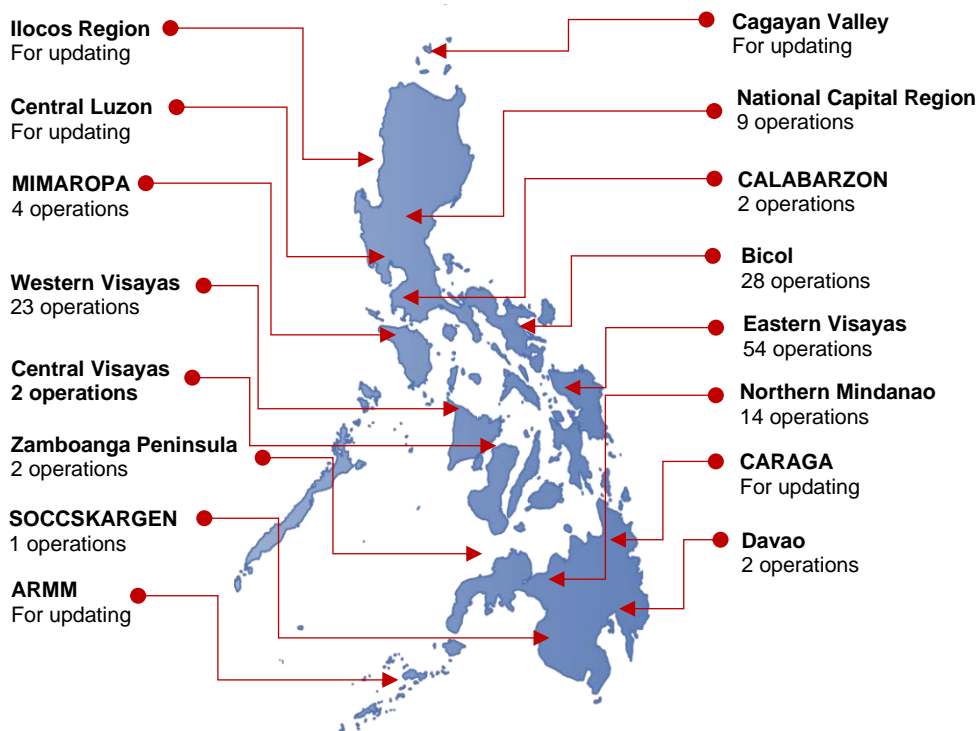 Ilocos Region
For updating
Central Luzon
For updating
MIMAROPA
4 operations
Western Visayas
23 operations
Central Visayas
2 operations
Zamboanga Peninsula
2 operations
SOCCSKARGEN
1 operations
ARMM
For updating
Cagayan Valley
For updating
National Capital Region
9 operations
CALABARZON
2 operations
Bicol
28 operations
Eastern Visayas
54 operations
Northern Mindanao
14 operations
CARAGA
For updating
Davao
2 operations